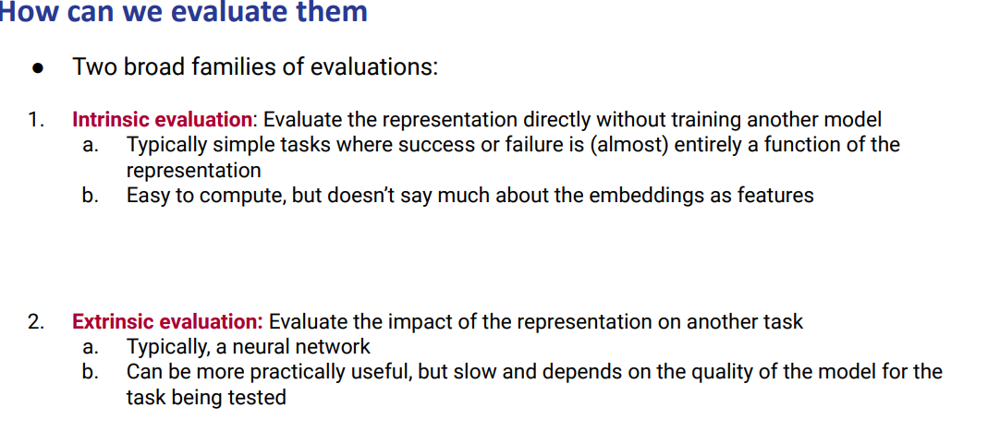 How can we evaluate them
● Two broad families of evaluations:
1. Intrinsic evaluation: Evaluate the representation directly without training another model
a. Typically simple tasks where success or failure is (almost) entirely a function of the
representation
b. Easy to compute, but doesn’t say much about the embeddings as features
2. Extrinsic evaluation: Evaluate the impact of the representation on another task
a. Typically, a neural network
b. Can be more practically useful, but slow and depends on the quality of the model for the
task being tested